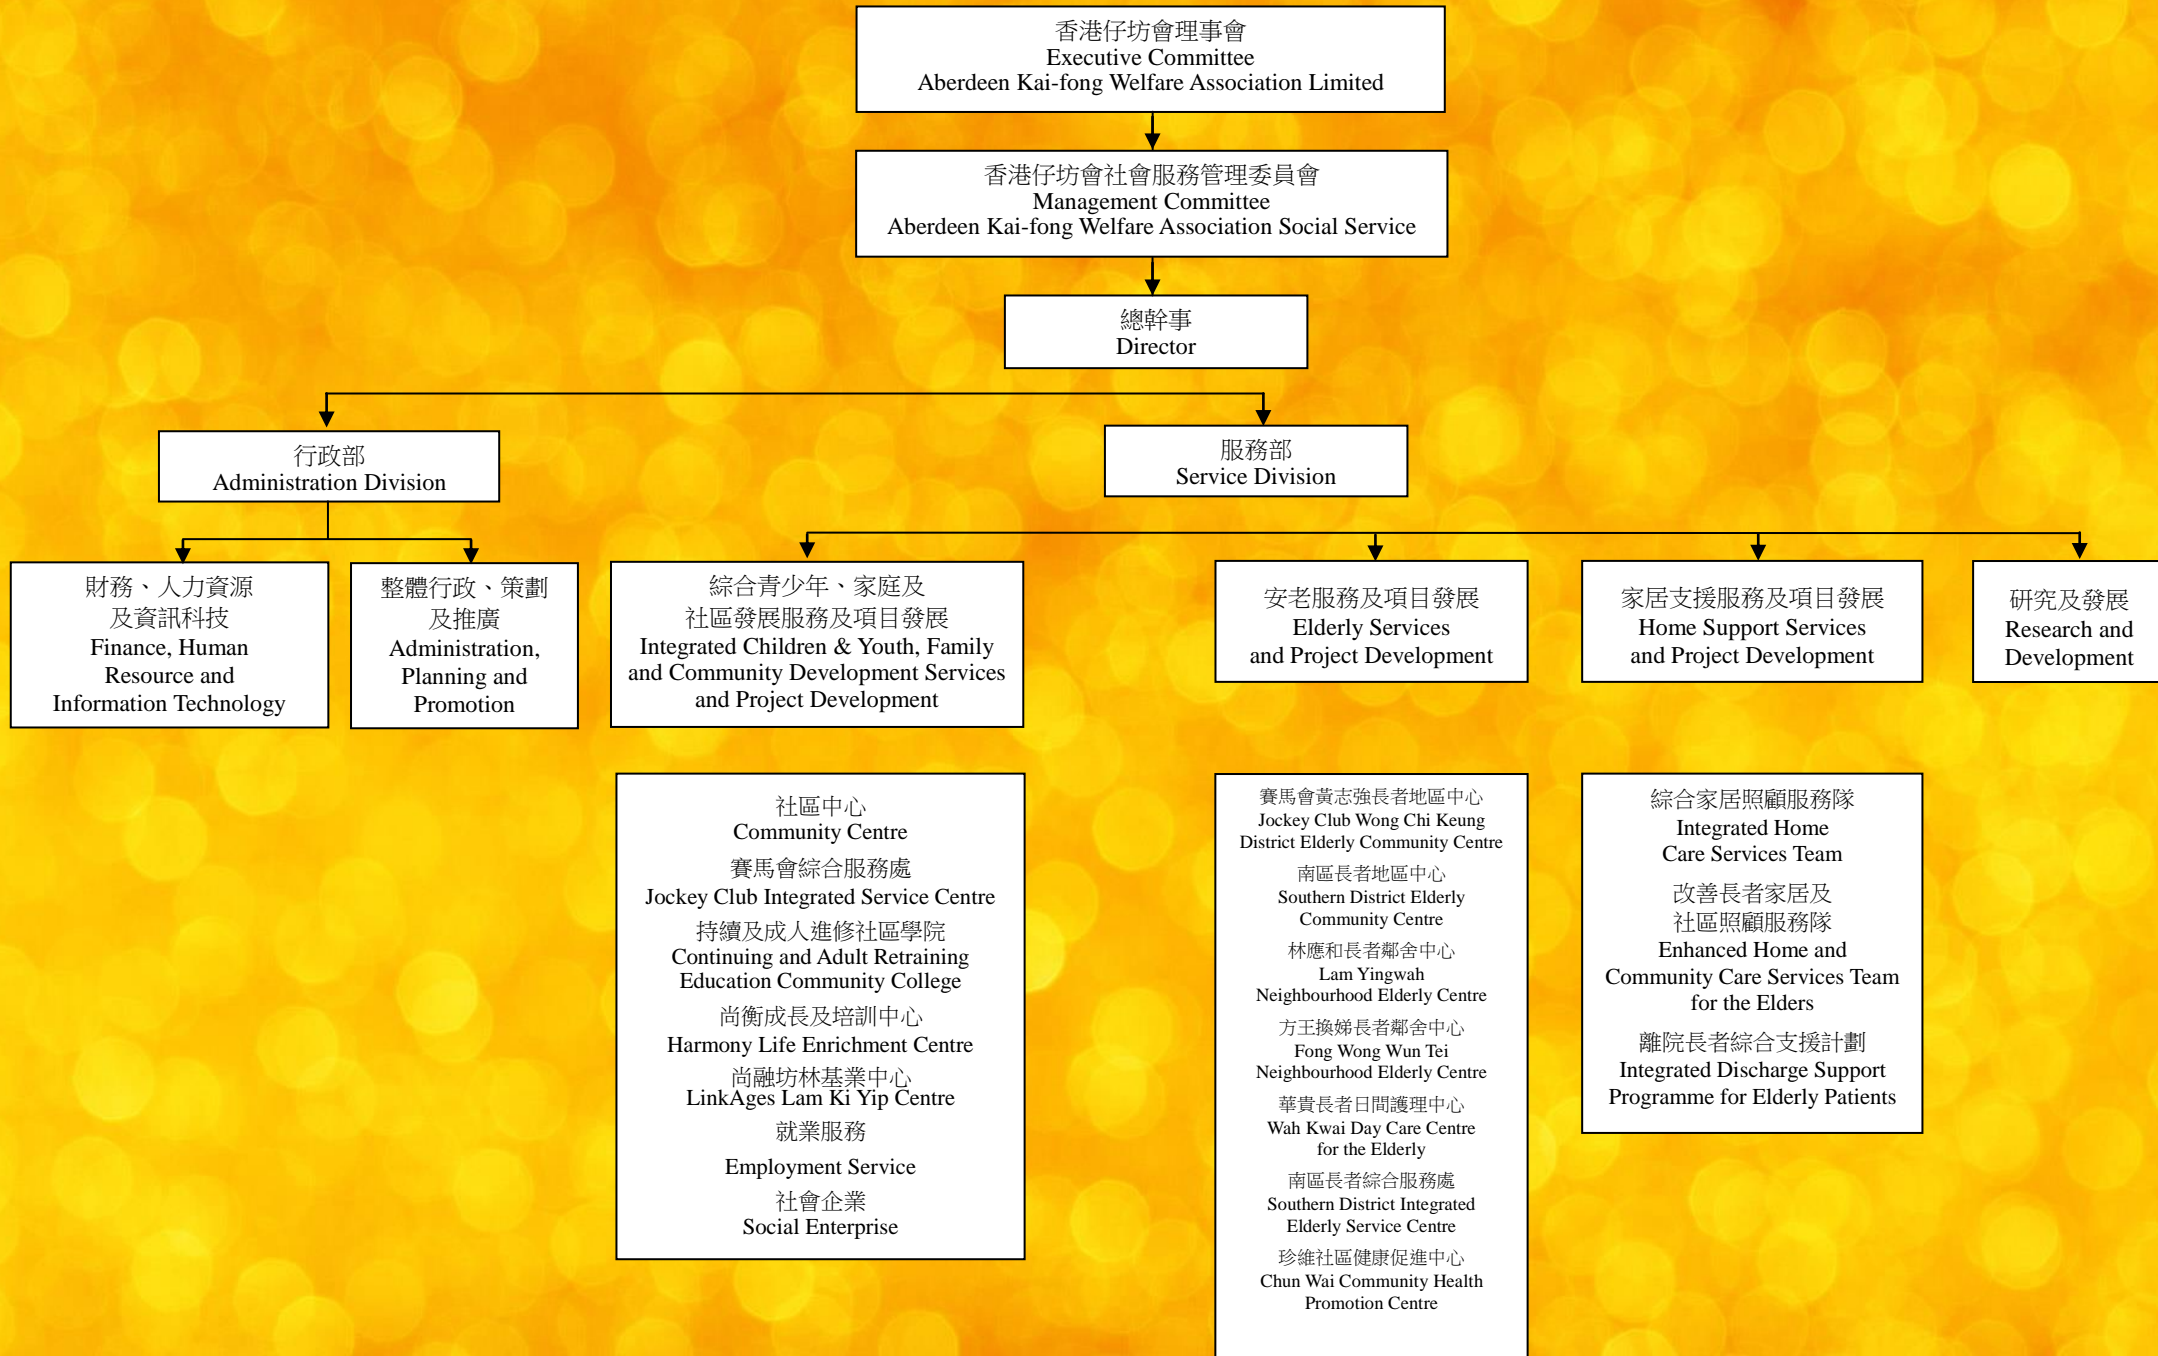 香港仔坊會理事會
Executive Committee
Aberdeen Kai-fong Welfare Association Limited
香港仔坊會社會服務管理委員會
Management Committee
Aberdeen Kai-fong Welfare Association Social Service
總幹事
Director
行政部
Administration Division
服務部
Service Division
財務、人力資源
及資訊科技
Finance, Human
Resource and
Information Technology
整體行政、策劃
及推廣
Administration,
Planning and
Promotion
綜合青少年、家庭及
社區發展服務及項目發展
Integrated Children & Youth, Family
and Community Development Services
and Project Development
安老服務及項目發展
Elderly Services
and Project Development
家居支援服務及項目發展
Home Support Services
and Project Development
研究及發展
Research and
Development
社區中心
Community Centre
賽馬會綜合服務處
Jockey Club Integrated Service Centre
持續及成人進修社區學院
Continuing and Adult Retraining
Education Community College
尚衡成長及培訓中心
Harmony Life Enrichment Centre
尚融坊林基業中心
LinkAges Lam Ki Yip Centre
就業服務
Employment Service
社會企業
Social Enterprise
賽馬會黃志強長者地區中心
Jockey Club Wong Chi Keung
District Elderly Community Centre
南區長者地區中心
Southern District Elderly
Community Centre
林應和長者鄰舍中心
Lam Yingwah
Neighbourhood Elderly Centre
方王換娣長者鄰舍中心
Fong Wong Wun Tei
Neighbourhood Elderly Centre
華貴長者日間護理中心
Wah Kwai Day Care Centre
for the Elderly
南區長者綜合服務處
Southern District Integrated
Elderly Service Centre
珍維社區健康促進中心
Chun Wai Community Health
Promotion Centre
綜合家居照顧服務隊
Integrated Home
Care Services Team
改善長者家居及
社區照顧服務隊
Enhanced Home and
Community Care Services Team
for the Elders
離院長者綜合支援計劃
Integrated Discharge Support
Programme for Elderly Patients